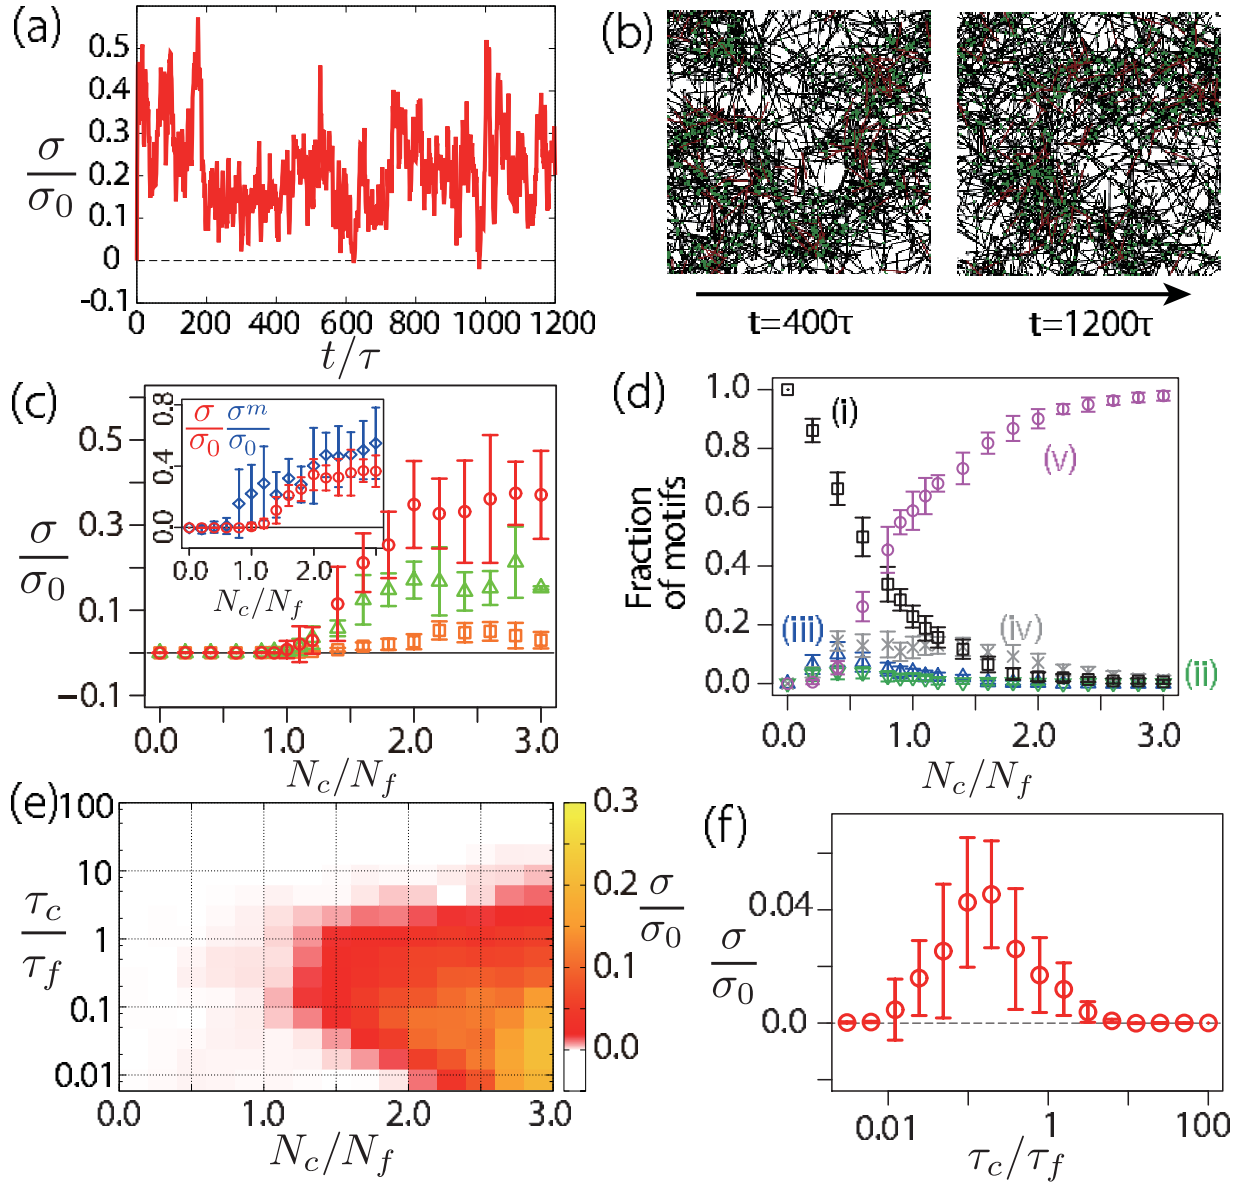 (a)
0.5
0.4
0.3
0.2
0.1
0
-0.1
σ/σ0
0 200 400 600 800 1000 1200
t/τ
(b)
t=400τ t=1200τ
(c)
0.5
0.3
0.1
−0.1
σ/σ0
0.0 1.0 2.0 3.0
Nc/Nf
0.8
0.4
0.0
σ/σ0 σm/σ0
0.0 1.0 2.0
Nc/Nf
(d)
1.0
0.8
0.6
0.4
0.2
0.0
Fraction
of motifs
(i)
(v)
(iii)
(iv)
(ii)
0.0 1.0 2.0 3.0
Nc/Nf
(e)
100
10
1
0.1
0.01
τc/τf
0.0 1.0 2.0 3.0
Nc/Nf
0.3
0.2
0.1
0.0
σ/σ0
(f)
0.04
0.0
σ/σ0
0.01 1 100
τc/τf